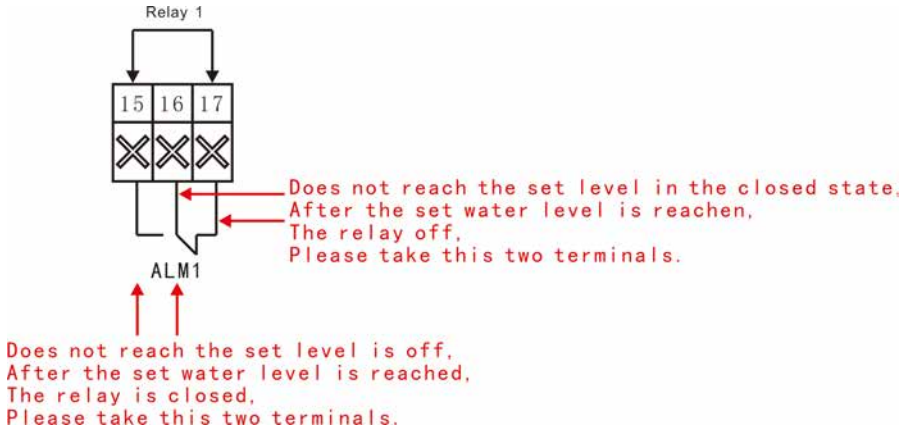 Relay 1
15 16 17
Does not reach the set level in the closed state,
After the set water level is reachen,
The relay off,
Please take this two terminals.
ALM1
Does not reach the set level is off,
After the set water level is reached,
The relay is closed,
Please take this two terminals.